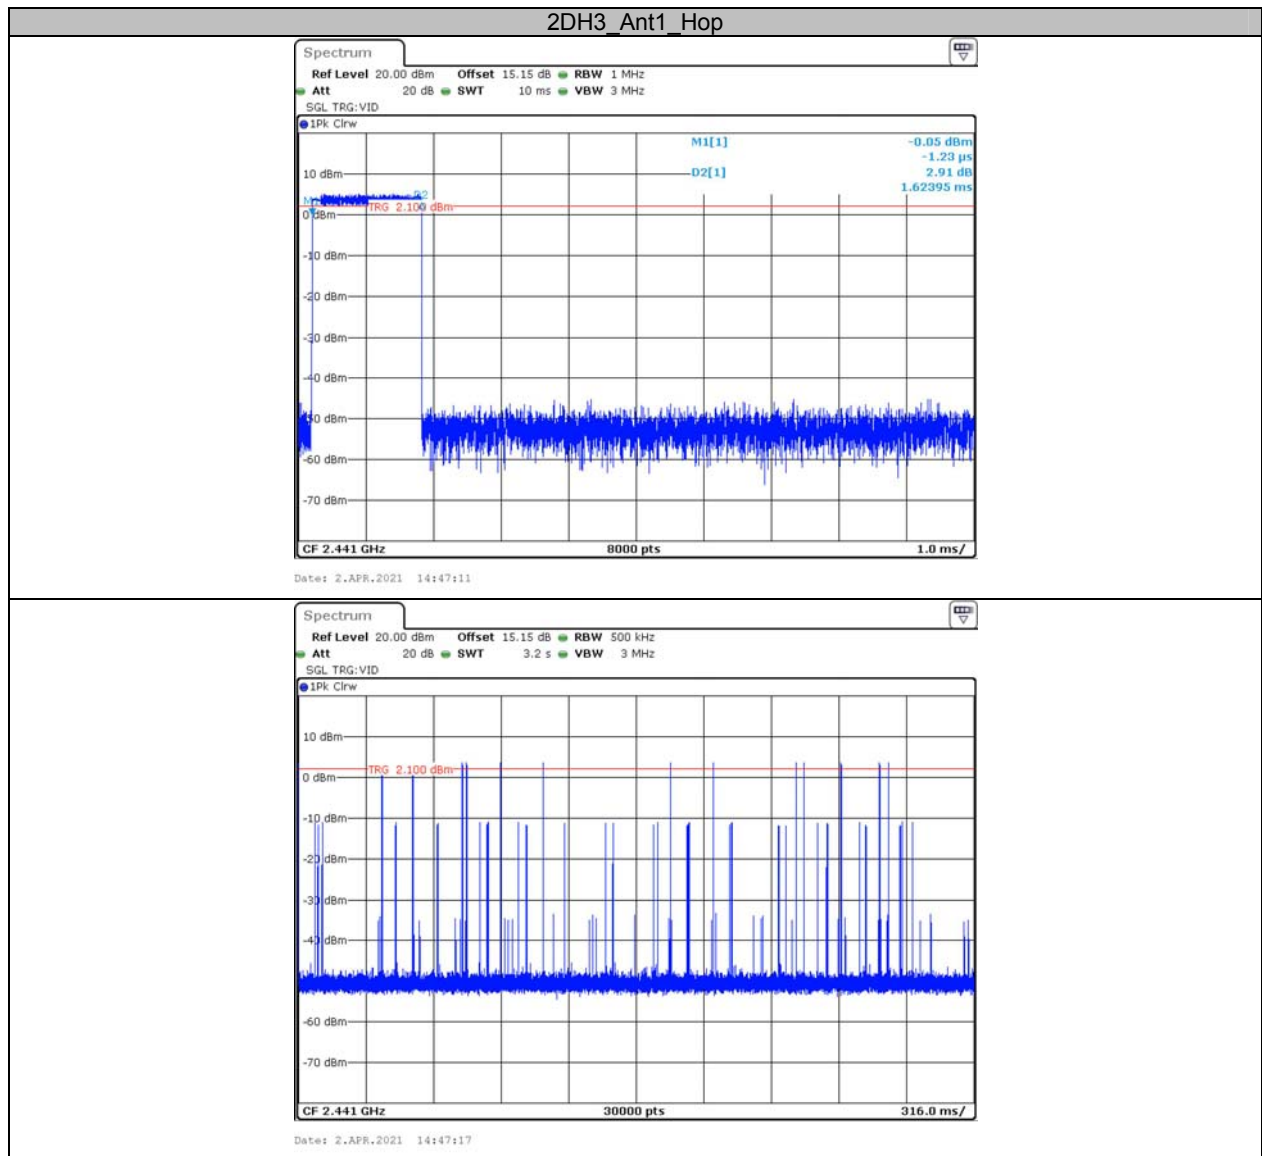 2DH3_Ant1_Hop
Spectrum
Ref Level 20.00 dBm Offset 15.15 dB RBW 1 MHz
Att 20 dB SWT 10 ms VBW 3 MHz
SGL TRG:VID
1Pk Clrw
M1[1] -0.05 dBm
-1.23 µs
D2[1] 2.91 dB
1.62395 ms
10 dBm
D2
TRG 2.100 dBm
0 dBm
-10 dBm
-20 dBm
-30 dBm
-40 dBm
-50 dBm
-60 dBm
-70 dBm
CF 2.441 GHz 8000 pts 1.0 ms/
Date: 2.APR.2021 14:47:11
Spectrum
Ref Level 20.00 dBm Offset 15.15 dB RBW 500 kHz
Att 20 dB SWT 3.2 s VBW 3 MHz
SGL TRG:VID
1Pk Clrw
10 dBm
TRG 2.100 dBm
0 dBm
-10 dBm
-20 dBm
-30 dBm
-40 dBm
-60 dBm
-70 dBm
CF 2.441 GHz 30000 pts 316.0 ms/
Date: 2.APR.2021 14:47:17